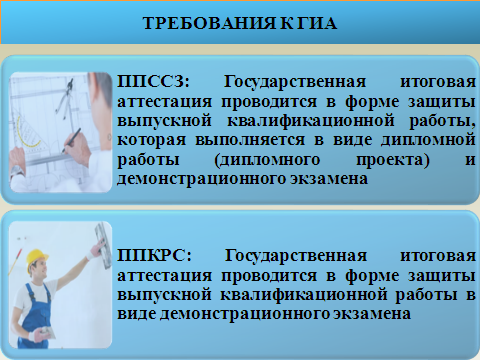 ТРЕБОВАНИЯ К ГИА
ППССЗ: Государственная итоговая
аттестация проводится в форме защиты
выпускной квалификационной работы,
которая выполняется в виде дипломной
работы (дипломного проекта) и
демонстрационного экзамена
ППКРС: Государственная итоговая
аттестация проводится в форме защиты
выпускной квалификационной работы в
виде демонстрационного экзамена